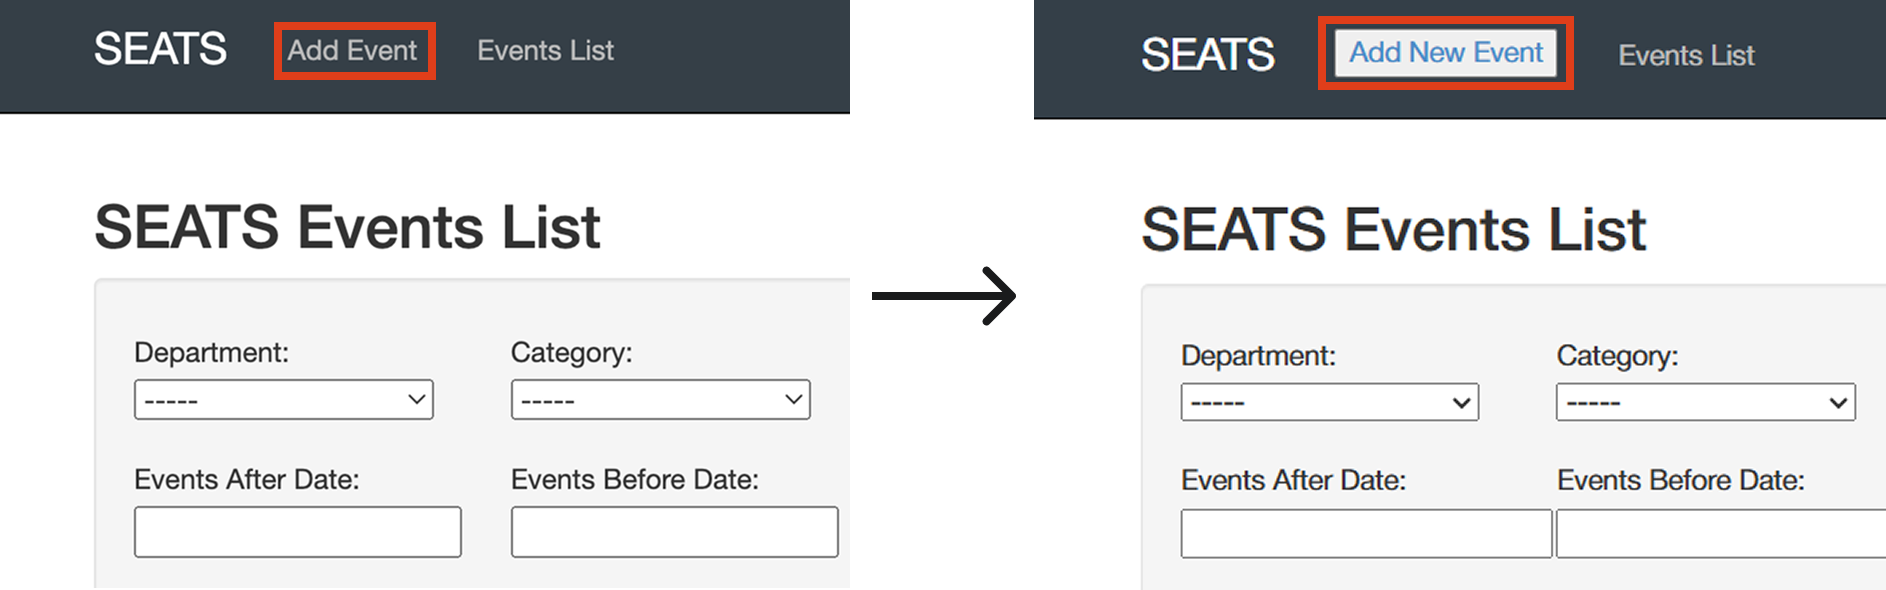 SEATS Add Event Events List
SEATS Events List
Department: Category:
----- -----
Events After Date: Events Before Date:
SEATS Add New Event Events List
SEATS Events List
Department: Category:
----- -----
Events After Date: Events Before Date: